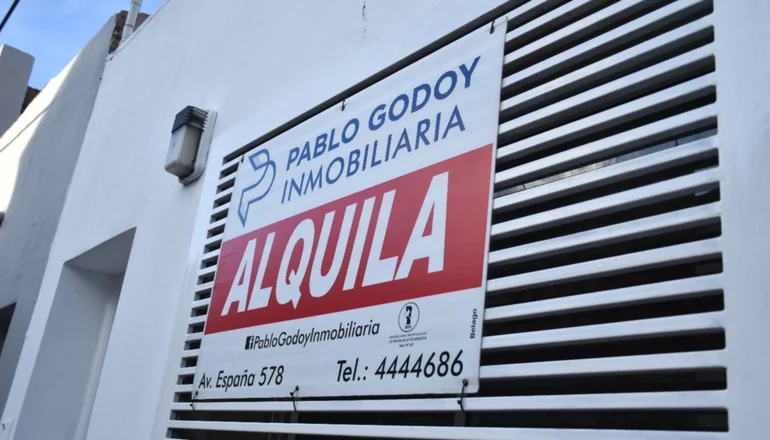 PABLO GODOY
INMOBILIARIA
ALQUILA
PabloGodoyInmobiliaria
Av. España 578
Tel.: 4444686
Belago